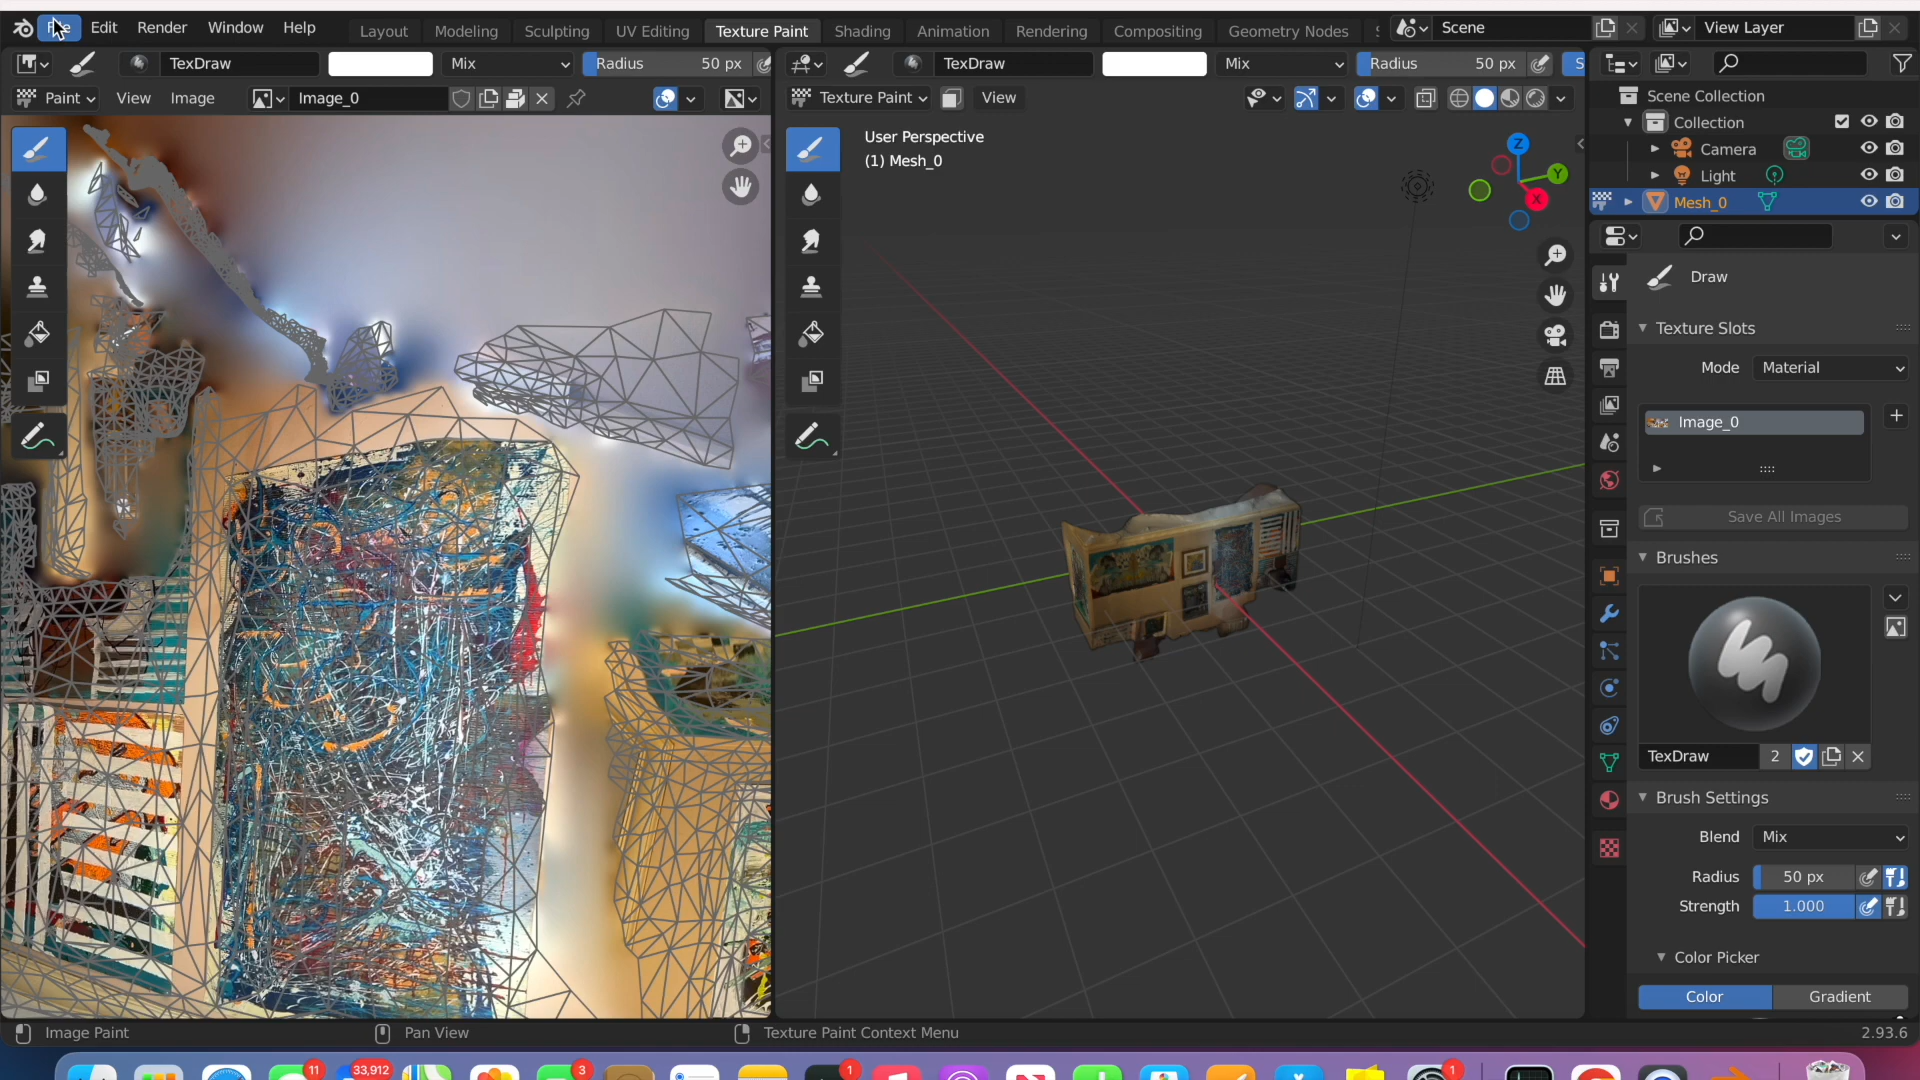 File Edit Render Window Help Layout Modeling Sculpting UV Editing Texture Paint Shading Animation Rendering Compositing Geometry Nodes Scene View Layer
TexDraw Mix Radius 50 px TexDraw Mix Radius 50 px S
Paint View Image Image_0 Texture Paint View
User Perspective
(1) Mesh_0
Z
Y
X
Scene Collection
Collection
Camera
Light
Mesh_0
Draw
Texture Slots
Mode Material
Image_0
Save All Images
Brushes
TexDraw 2
Brush Settings
Blend Mix
Radius 50 px
Strength 1.000
Color Picker
Color Gradient
Image Paint Pan View Texture Paint Context Menu 2.93.6
11 33,912 3 1 1